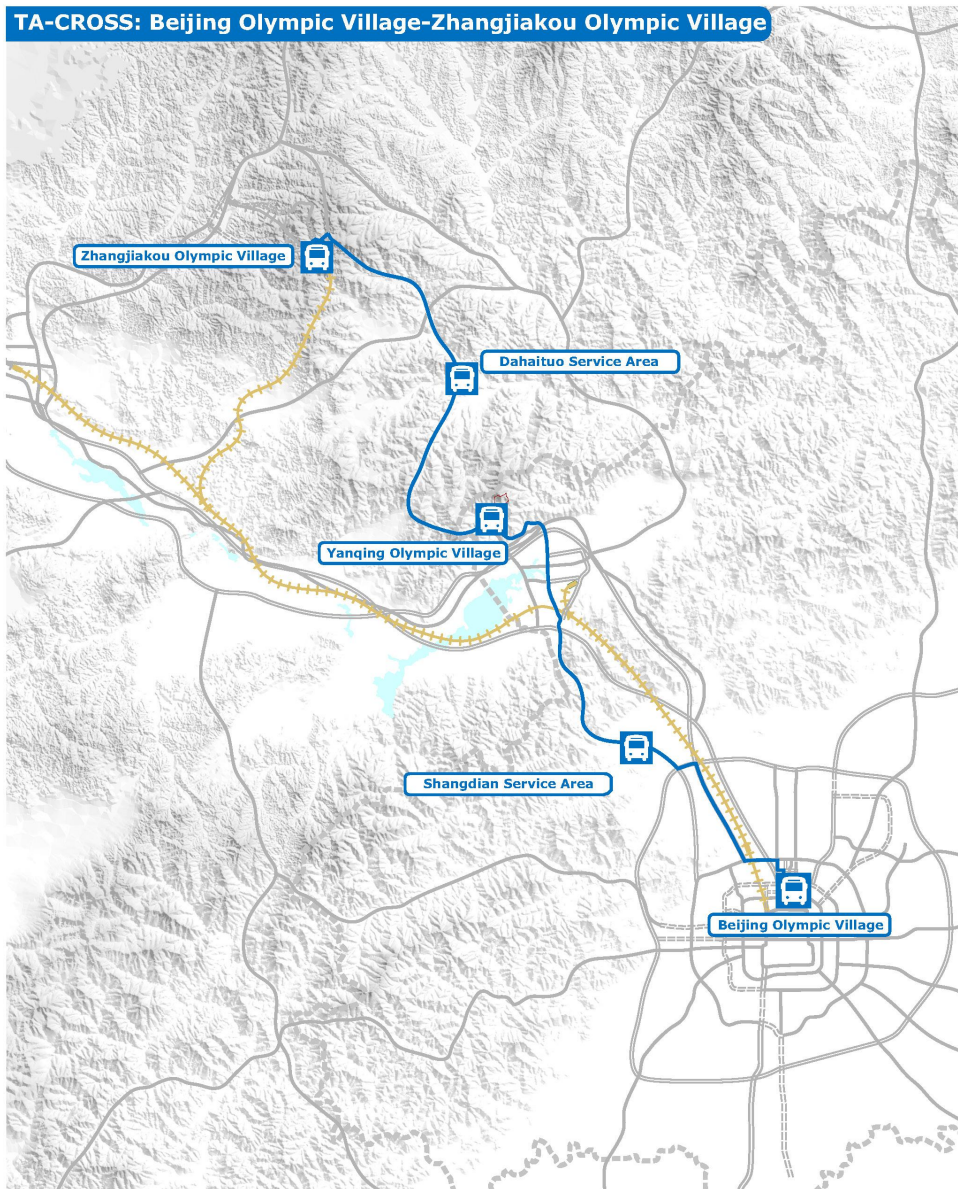 TA-CROSS: Beijing Olympic Village-Zhangjiakou Olympic Village
Zhangjiakou Olympic Village
Dahaituo Service Area
Yanqing Olympic Village
Shangdian Service Area
Beijing Olympic Village